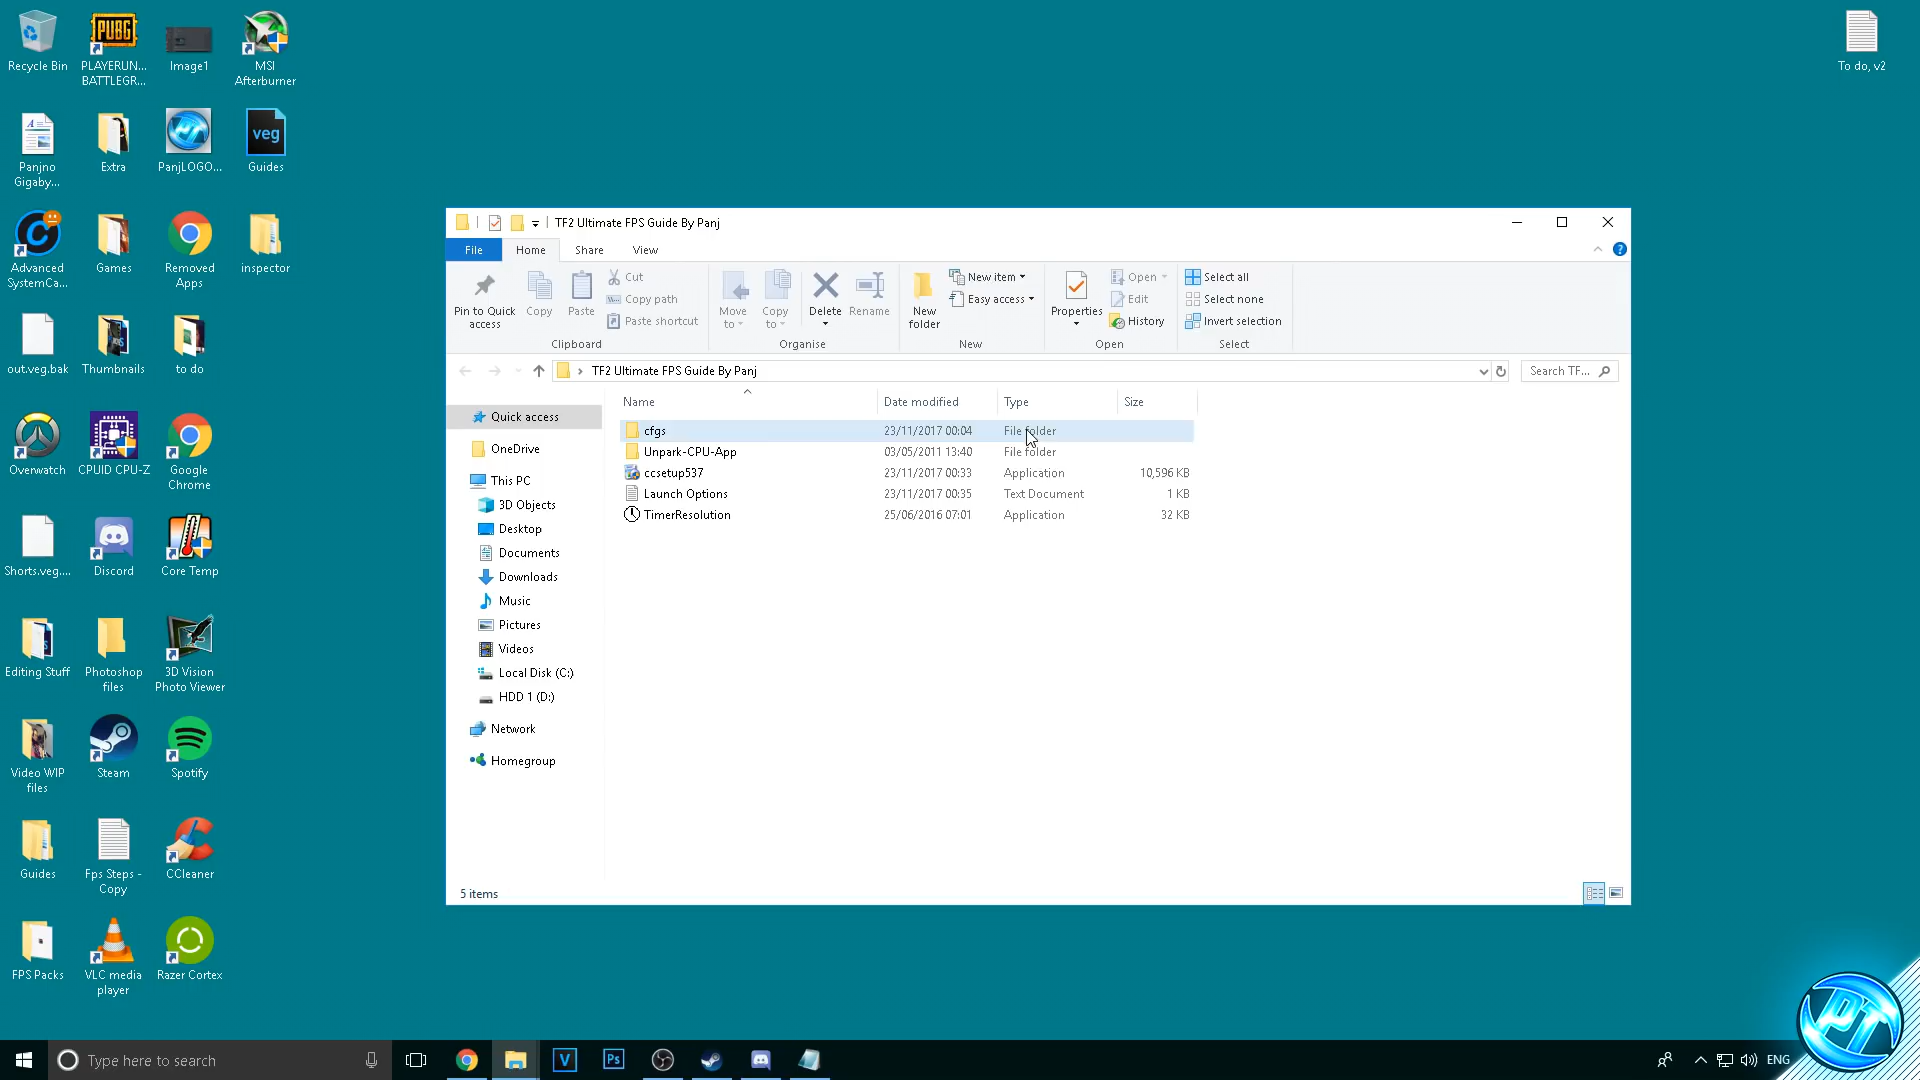 Recycle Bin
PLAYERUN...
BATTLEGR...
Image1
MSI
Afterburner
To do, v2
Panjno
Gigaby...
Extra
PanjLOGO...
veg
Guides
Advanced
SystemCa...
Games
Removed
Apps
inspector
out.veg.bak
Thumbnails
to do
Overwatch
CPUID CPU-Z
Google
Chrome
Shorts.veg....
Discord
Core Temp
Editing Stuff
Photoshop
files
3D Vision
Photo Viewer
Video WIP
files
Steam
Spotify
Guides
Fps Steps -
Copy
CCleaner
FPS Packs
VLC media
player
Razer Cortex
TF2 Ultimate FPS Guide By Panj
File
Home
Share
View
Pin to Quick
access
Copy
Paste
Cut
Copy path
Paste shortcut
Clipboard
Move
to
Copy
to
Delete
Rename
Organise
New
folder
New item
Easy access
New
Properties
Open
Edit
History
Open
Select all
Select none
Invert selection
Select
TF2 Ultimate FPS Guide By Panj
Search TF...
Quick access
OneDrive
This PC
3D Objects
Desktop
Documents
Downloads
Music
Pictures
Videos
Local Disk (C:)
HDD 1 (D:)
Network
Homegroup
Name Date modified Type Size
cfgs 23/11/2017 00:04 File folder
Unpark-CPU-App 03/05/2011 13:40 File folder
ccsetup537 23/11/2017 00:33 Application 10,596 KB
Launch Options 23/11/2017 00:35 Text Document 1 KB
TimerResolution 25/06/2016 07:01 Application 32 KB
5 items
Type here to search
V
Ps
ENG
PT